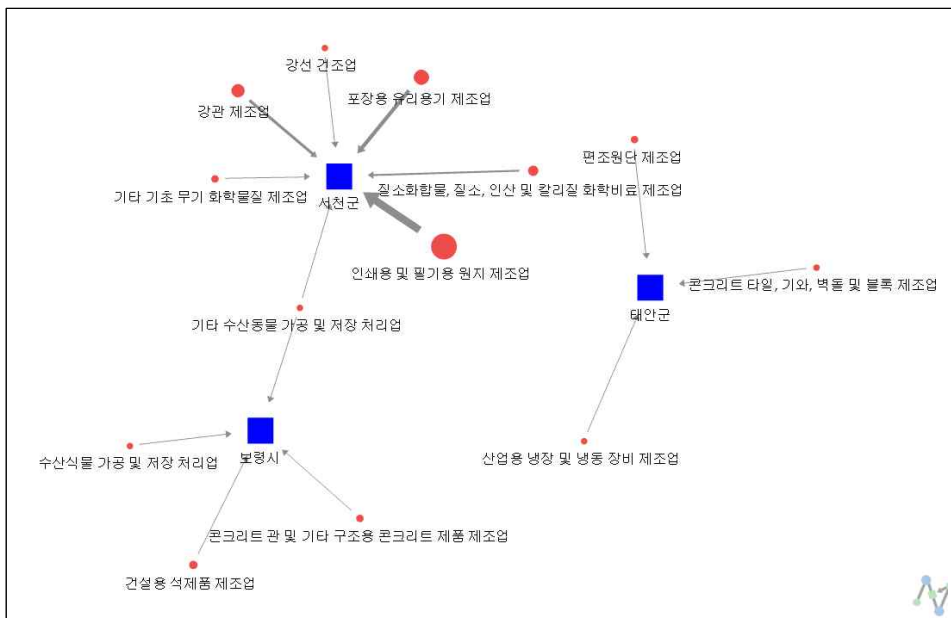 강선 건조업
포장용 유리용기 제조업
강관 제조업
편조원단 제조업
기타 기초 무기 화학물질 제조업
질소화합물, 질소, 인산 및 칼리질 화학비료 제조업
서천군
인쇄용 및 필기용 원지 제조업
콘크리트 타일, 기와, 벽돌 및 블록 제조업
태안군
기타 수산동물 가공 및 저장 처리업
보령시
수산식물 가공 및 저장 처리업
산업용 냉장 및 냉동 장비 제조업
콘크리트 관 및 기타 구조용 콘크리트 제품 제조업
건설용 석제품 제조업